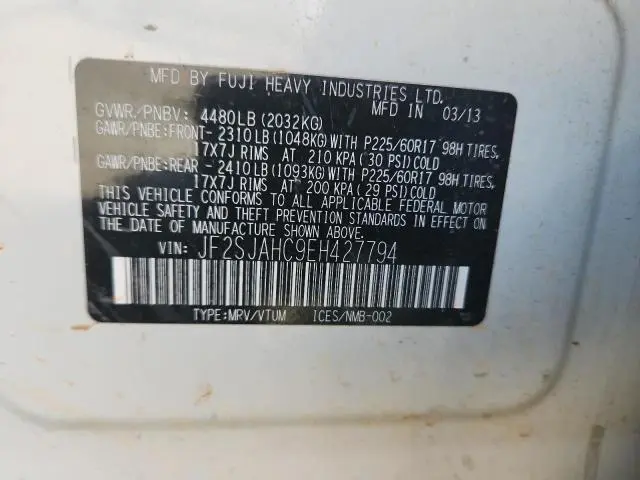 MFD BY FUJI HEAVY INDUSTRIES LTD.
MFD IN 03/13
GVWR/PNBV: 4480LB (2032KG)
GAWR/PNBE:FRONT- 2310LB (1048KG) WITH P225/60R17 98H TIRES,
17X7J RIMS AT 210 KPA ( 30 PSI) COLD
GAWR/PNBE:REAR - 2410LB (1093KG) WITH P225/60R17 98H TIRES,
17X7J RIMS AT 200 KPA ( 29 PSI) COLD
THIS VEHICLE CONFORMS TO ALL APPLICABLE FEDERAL MOTOR
VEHICLE SAFETY AND THEFT PREVENTION STANDARDS IN EFFECT ON
THE DATE OF MANUFACTURE SHOWN ABOVE.
VIN: JF2SJAHC9EH427794
TYPE:MRV/VTUM ICES/NMB-002